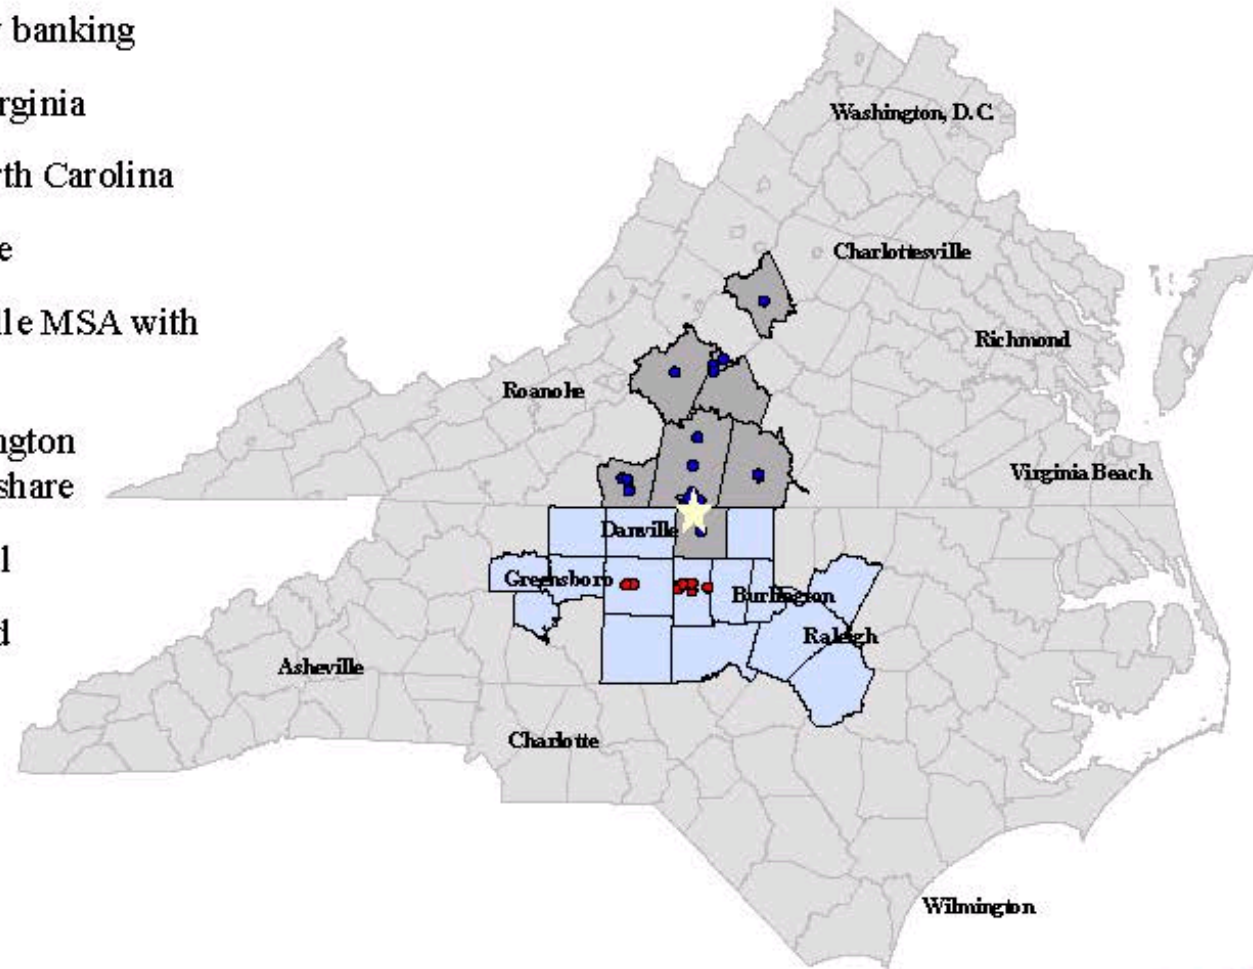 banking
rginia
th Carolina
e
lle MSA with
ngton
share
l
d
Washington, D.C.
Charlottesville
Richmond
Roanoke
Virginia Beach
Danville
Greensboro
Burlington
Raleigh
Asheville
Charlotte
Wilmington